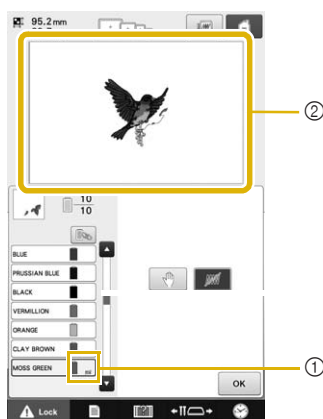 95.2 mm
②
10
10
BLUE
PRUSSIAN BLUE
BLACK
VERMILLION
ORANGE
CLAY BROWN
MOSS GREEN
①
OK
Lock